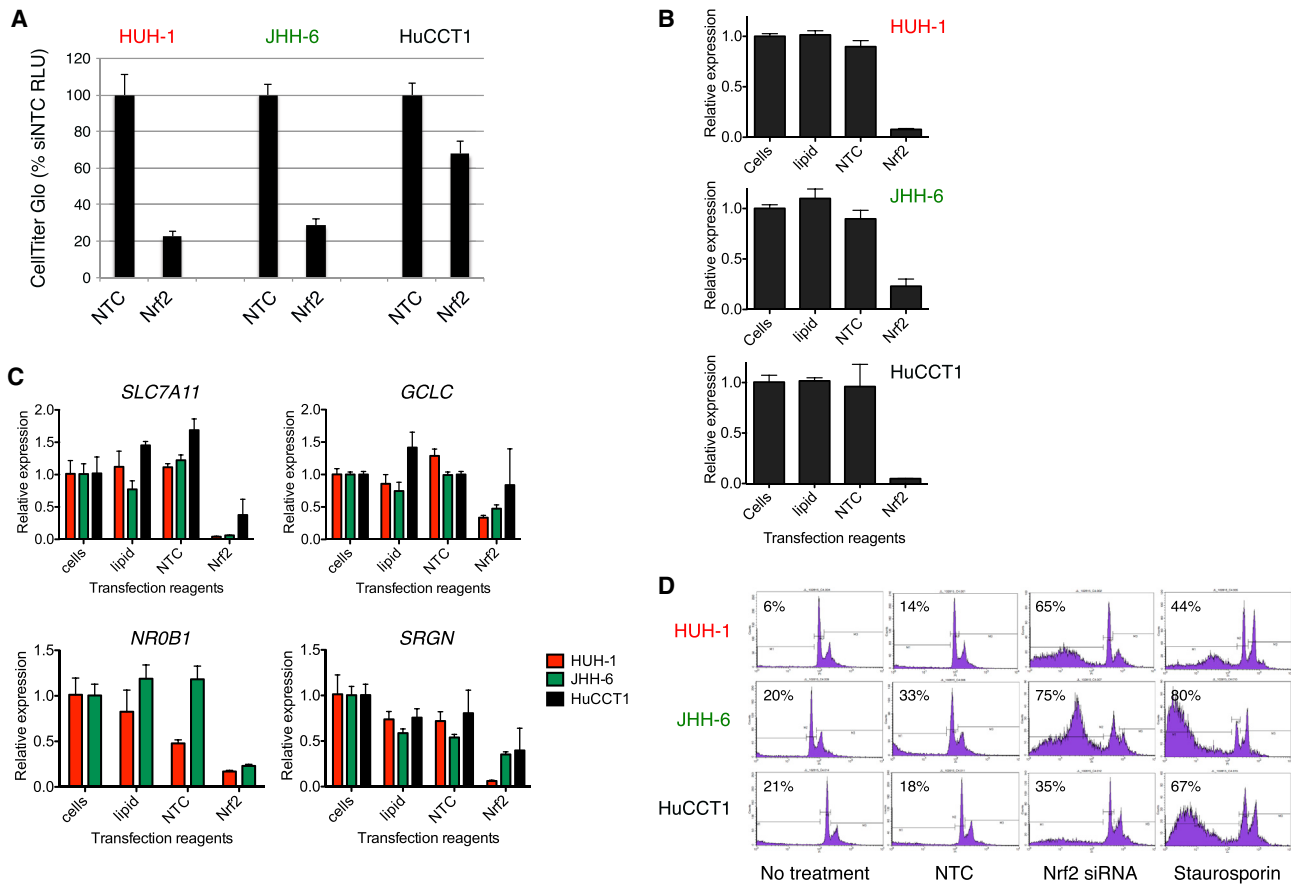 A
HUH-1
JHH-6
HuCCT1
CellTiter Glo (% siNTC RLU)
120
100
80
60
40
20
0
NTC
Nrf2
NTC
Nrf2
NTC
Nrf2
B
HUH-1
Relative expression
1.0
0.0
Cells
lipid
NTC
Nrf2
JHH-6
Relative expression
1.0
0.0
Cells
lipid
NTC
Nrf2
HuCCT1
Relative expression
1.0
0.0
Cells
lipid
NTC
Nrf2
Transfection reagents
C
SLC7A11
Relative expression
2.0
1.5
1.0
0.5
0.0
cells
lipid
NTC
Nrf2
Transfection reagents
GCLC
Relative expression
2.0
1.5
1.0
0.5
0.0
cells
lipid
NTC
Nrf2
Transfection reagents
NR0B1
Relative expression
1.5
1.0
0.5
0.0
cells
lipid
NTC
Nrf2
Transfection reagents
SRGN
Relative expression
1.5
1.0
0.5
0.0
cells
lipid
NTC
Nrf2
Transfection reagents
HUH-1
JHH-6
HuCCT1
D
HUH-1
6%
14%
65%
44%
JHH-6
20%
33%
75%
80%
HuCCT1
21%
18%
35%
67%
No treatment
NTC
Nrf2 siRNA
Staurosporin